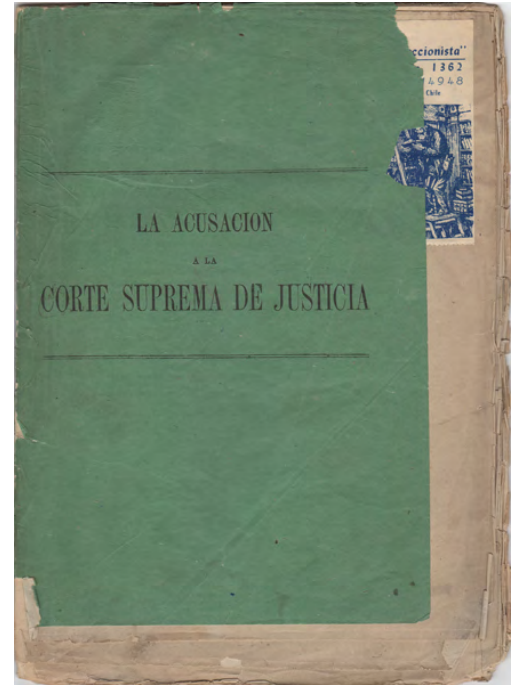 ccionista"
1362
4948
Chile
LA ACUSACION
A LA
CORTE SUPREMA DE JUSTICIA